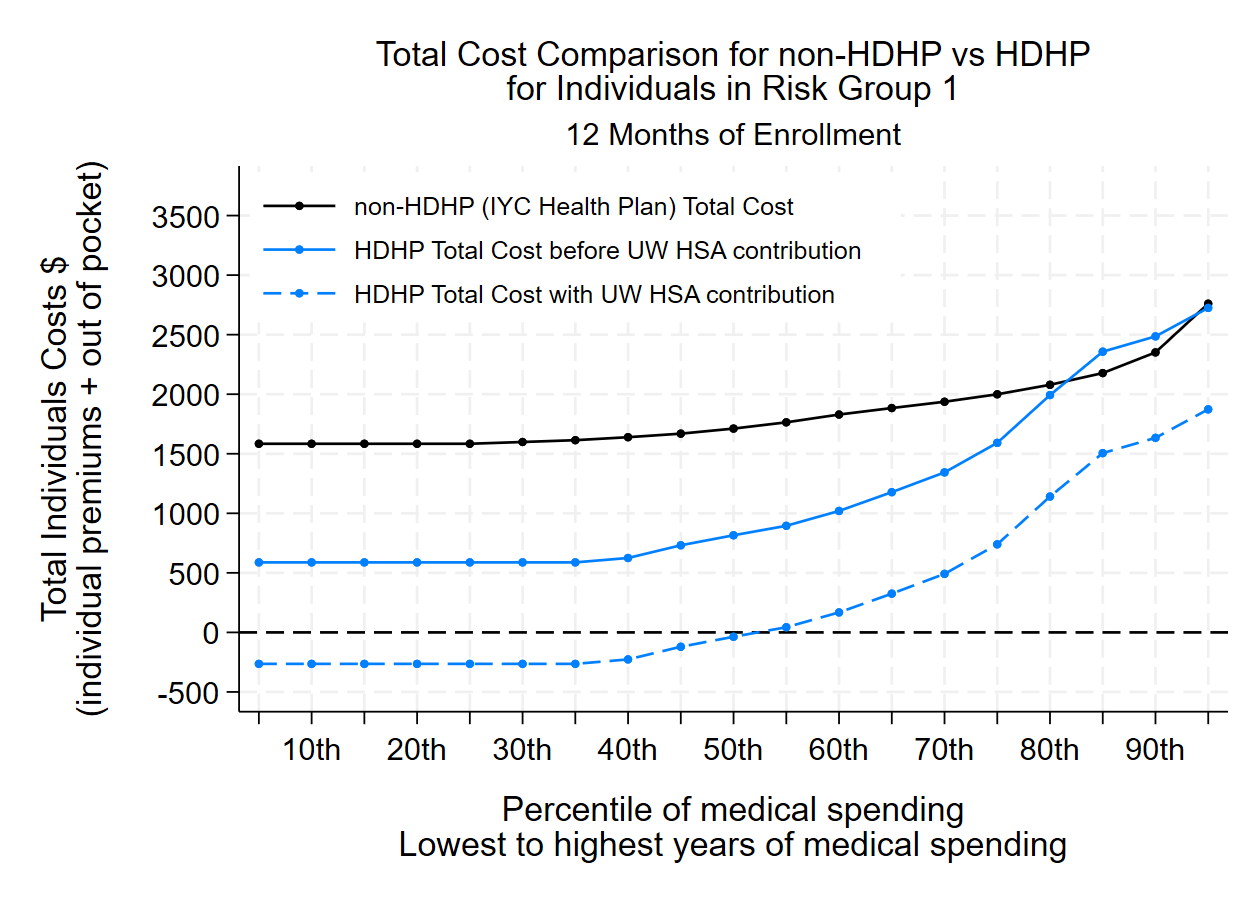 Total Cost Comparison for non-HDHP vs HDHP
for Individuals in Risk Group 1
12 Months of Enrollment
Total Individuals Costs $
(individual premiums + out of pocket)
3500
3000
2500
2000
1500
1000
500
0
-500
non-HDHP (IYC Health Plan) Total Cost
HDHP Total Cost before UW HSA contribution
HDHP Total Cost with UW HSA contribution
10th 20th 30th 40th 50th 60th 70th 80th 90th
Percentile of medical spending
Lowest to highest years of medical spending